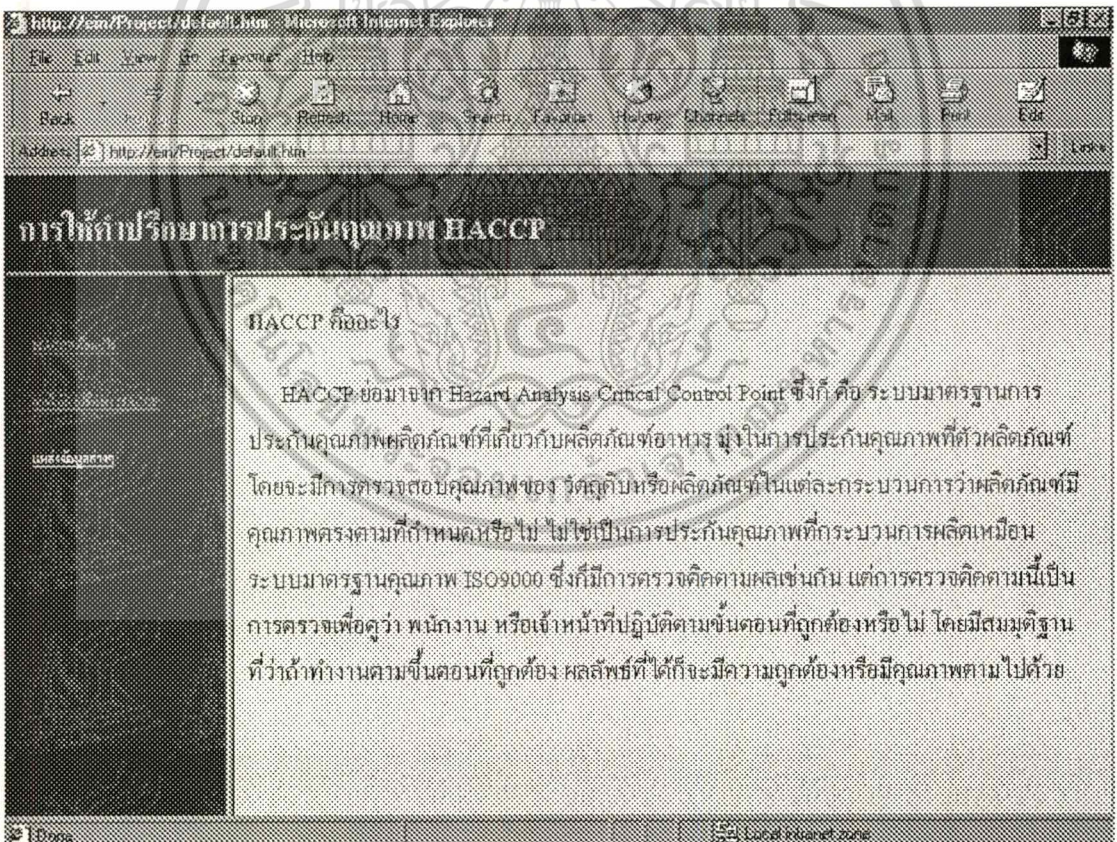 http://ein/Project/default.htm - Microsoft Internet Explorer
File Edit View Go Favorites Help
Back Stop Refresh Home Search Favorites History Channels Fullscreen Mail Print Edit
Address http://ein/Project/default.htm Links
การให้คำปรึกษาการประกันคุณภาพ HACCP
HACCP คืออะไร
แหล่งข้อมูลต่างๆ
HACCP ย่อมาจาก Hazard Analysis Critical Control Point ซึ่งก็ คือ ระบบมาตรฐานการ
ประกันคุณภาพผลิตภัณฑ์ที่เกี่ยวกับผลิตภัณฑ์อาหาร มุ่งในการประกันคุณภาพที่ตัวผลิตภัณฑ์
โดยจะมีการตรวจสอบคุณภาพของ วัตถุดิบหรือผลิตภัณฑ์ในแต่ละกระบวนการว่าผลิตภัณฑ์มี
คุณภาพตรงตามที่กำหนดหรือไม่ ไม่ใช่เป็นการประกันคุณภาพที่กระบวนการผลิตเหมือน
ระบบมาตรฐานคุณภาพ ISO9000 ซึ่งก็มีการตรวจติดตามผลเช่นกัน แต่การตรวจติดตามนี้เป็น
การตรวจเพื่อดูว่า พนักงาน หรือเจ้าหน้าที่ปฏิบัติตามขั้นตอนที่ถูกต้องหรือไม่ โดยมีสมมุติฐาน
ที่ว่าถ้าทำงานตามขึ้นตอนที่ถูกต้อง ผลลัพธ์ที่ได้ก็จะมีความถูกต้องหรือมีคุณภาพตามไปด้วย
Done Local intranet zone